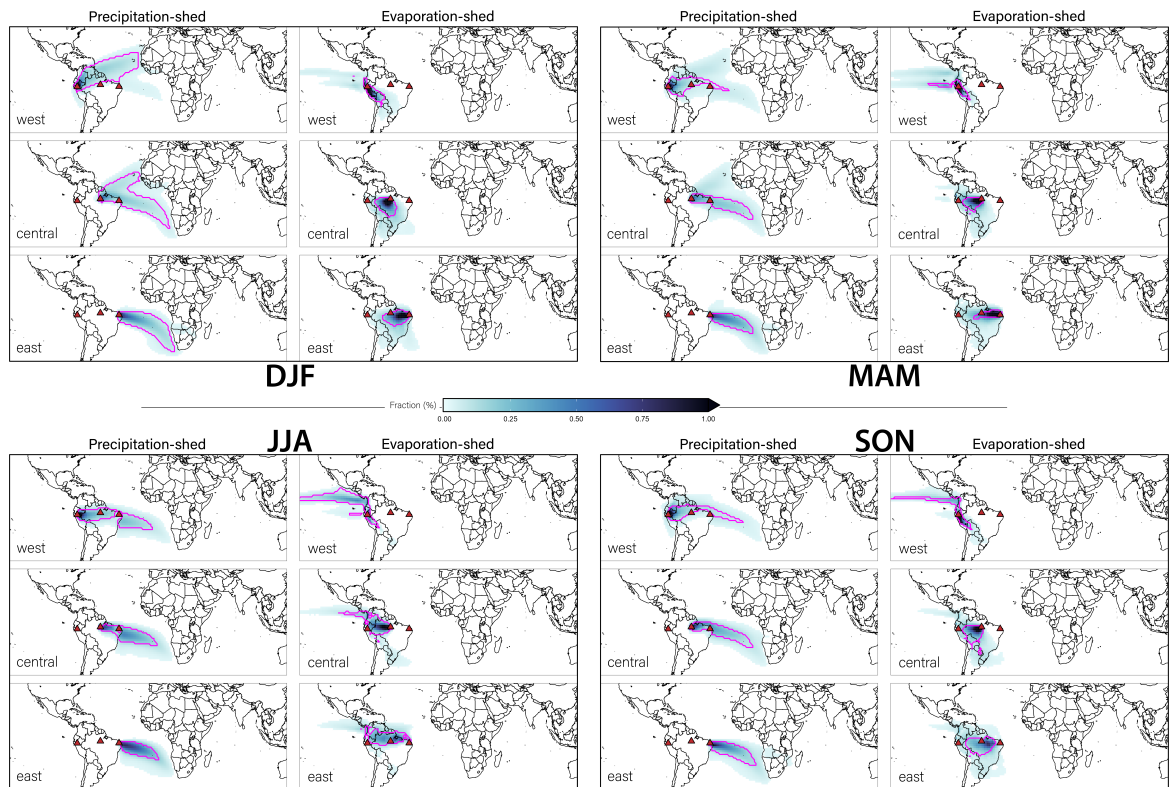 Precipitation-shed Evaporation-shed
west west
central central
east east
DJF
Precipitation-shed Evaporation-shed
west west
central central
east east
MAM
Fraction (%)
0.00 0.25 0.50 0.75 1.00
JJA
Precipitation-shed Evaporation-shed
west west
central central
east east
SON
Precipitation-shed Evaporation-shed
west west
central central
east east